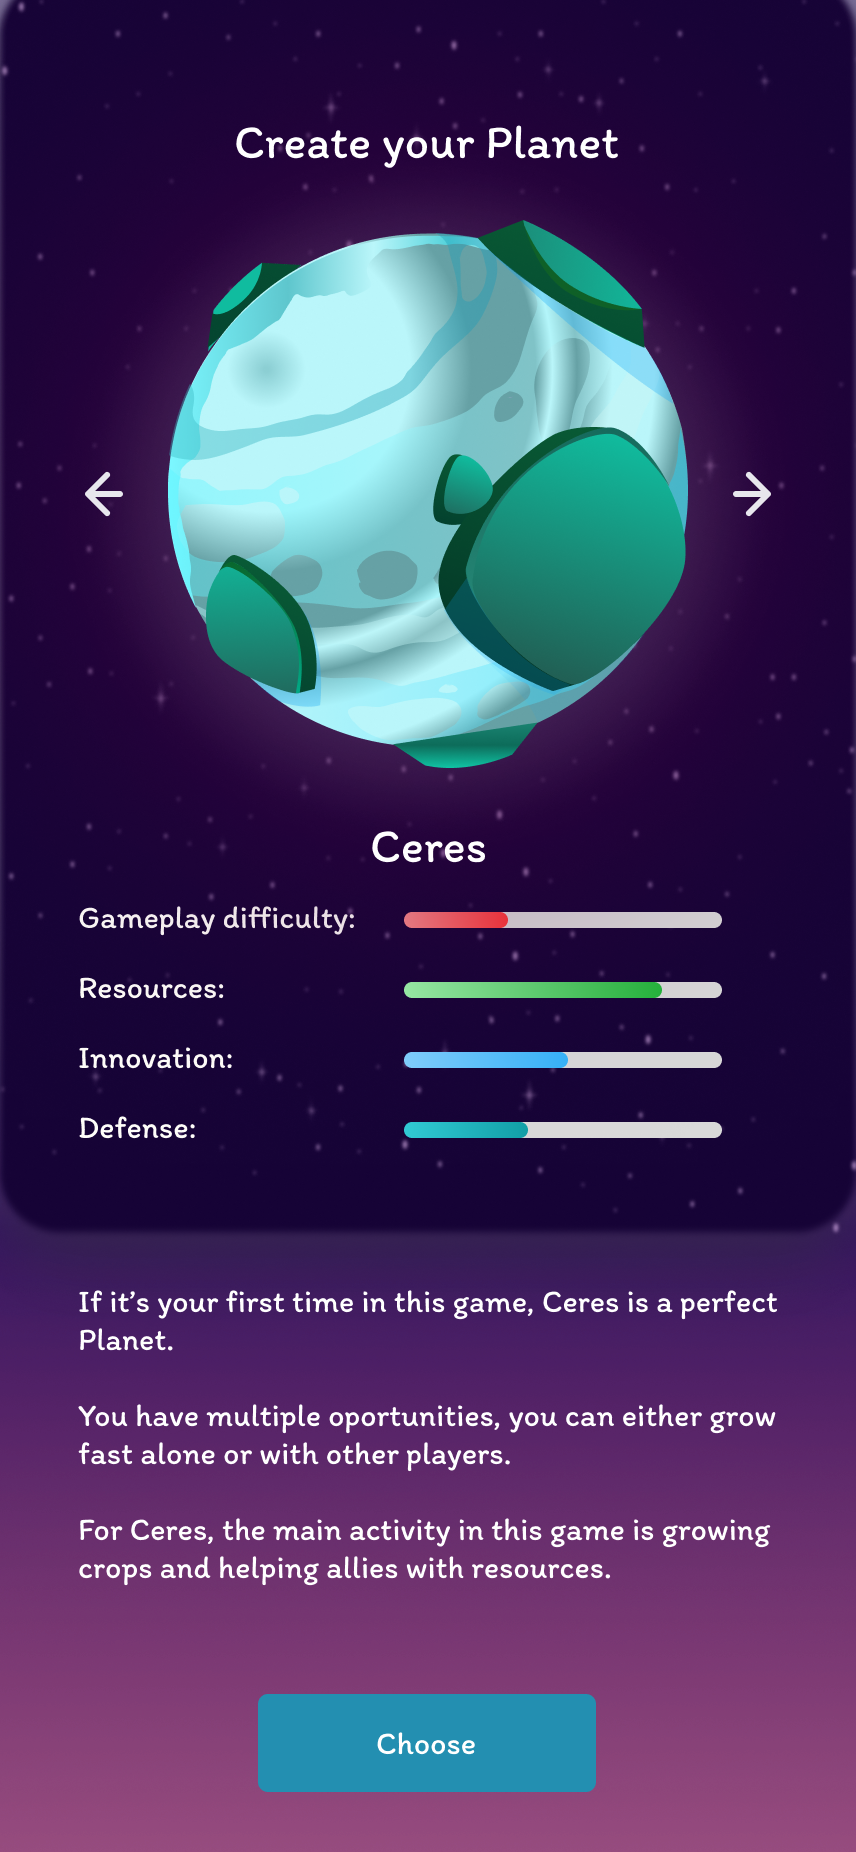 Create your Planet
Ceres
Gameplay difficulty:
Resources:
Innovation:
Defense:
If it’s your first time in this game, Ceres is a perfect
Planet.
You have multiple oportunities, you can either grow
fast alone or with other players.
For Ceres, the main activity in this game is growing
crops and helping allies with resources.
Choose